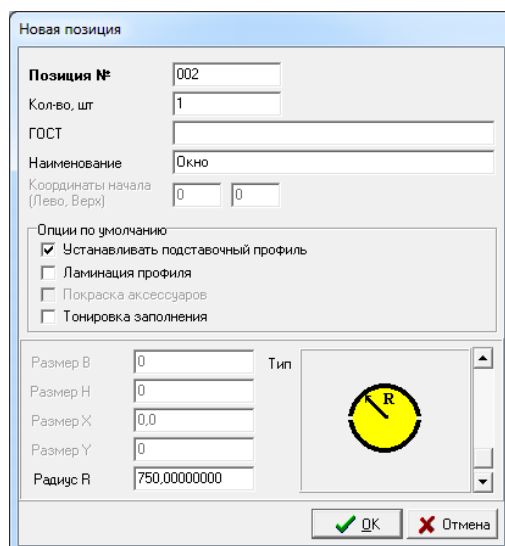 Новая позиция
Позиция № 002
Кол-во, шт 1
ГОСТ
Наименование Окно
Координаты начала
(Лево, Верх) 0 0
Опции по умолчанию
Устанавливать подставочный профиль
Ламинация профиля
Покраска аксессуаров
Тонировка заполнения
Размер B 0 Тип
Размер H 0
Размер X 0,0
Размер Y 0
Радиус R 750,00000000
R
OK Отмена